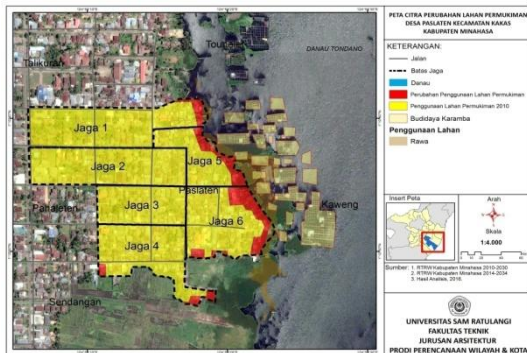 PETA CITRA PERUBAHAN LAHAN PERMUKIMAN
DESA PASLATEN KECAMATAN KAKAS
KABUPATEN MINAHASA
KETERANGAN:
Jalan
Batas Jaga
Danau
Perubahan Penggunaan Lahan Permukiman
Penggunaan Lahan Permukiman 2010
Budidaya Karamba
Penggunaan Lahan
Rawa
Insert Peta
Arah
Skala
1:4.000
Sumber: 1. RTRW Kabupaten Minahasa 2010-2030
2. RTRW Kabupaten Minahasa 2014-2034
3. Hasil Analisis, 2016
UNIVERSITAS SAM RATULANGI
FAKULTAS TEKNIK
JURUSAN ARSITEKTUR
PRODI PERENCANAAN WILAYAH & KOTA
DANAU TONDANO
Talikuran
Jaga 1
Jaga 2
Jaga 5
Paslaten
Jaga 3
Jaga 6
Kaweng
Jaga 4
Sendangan